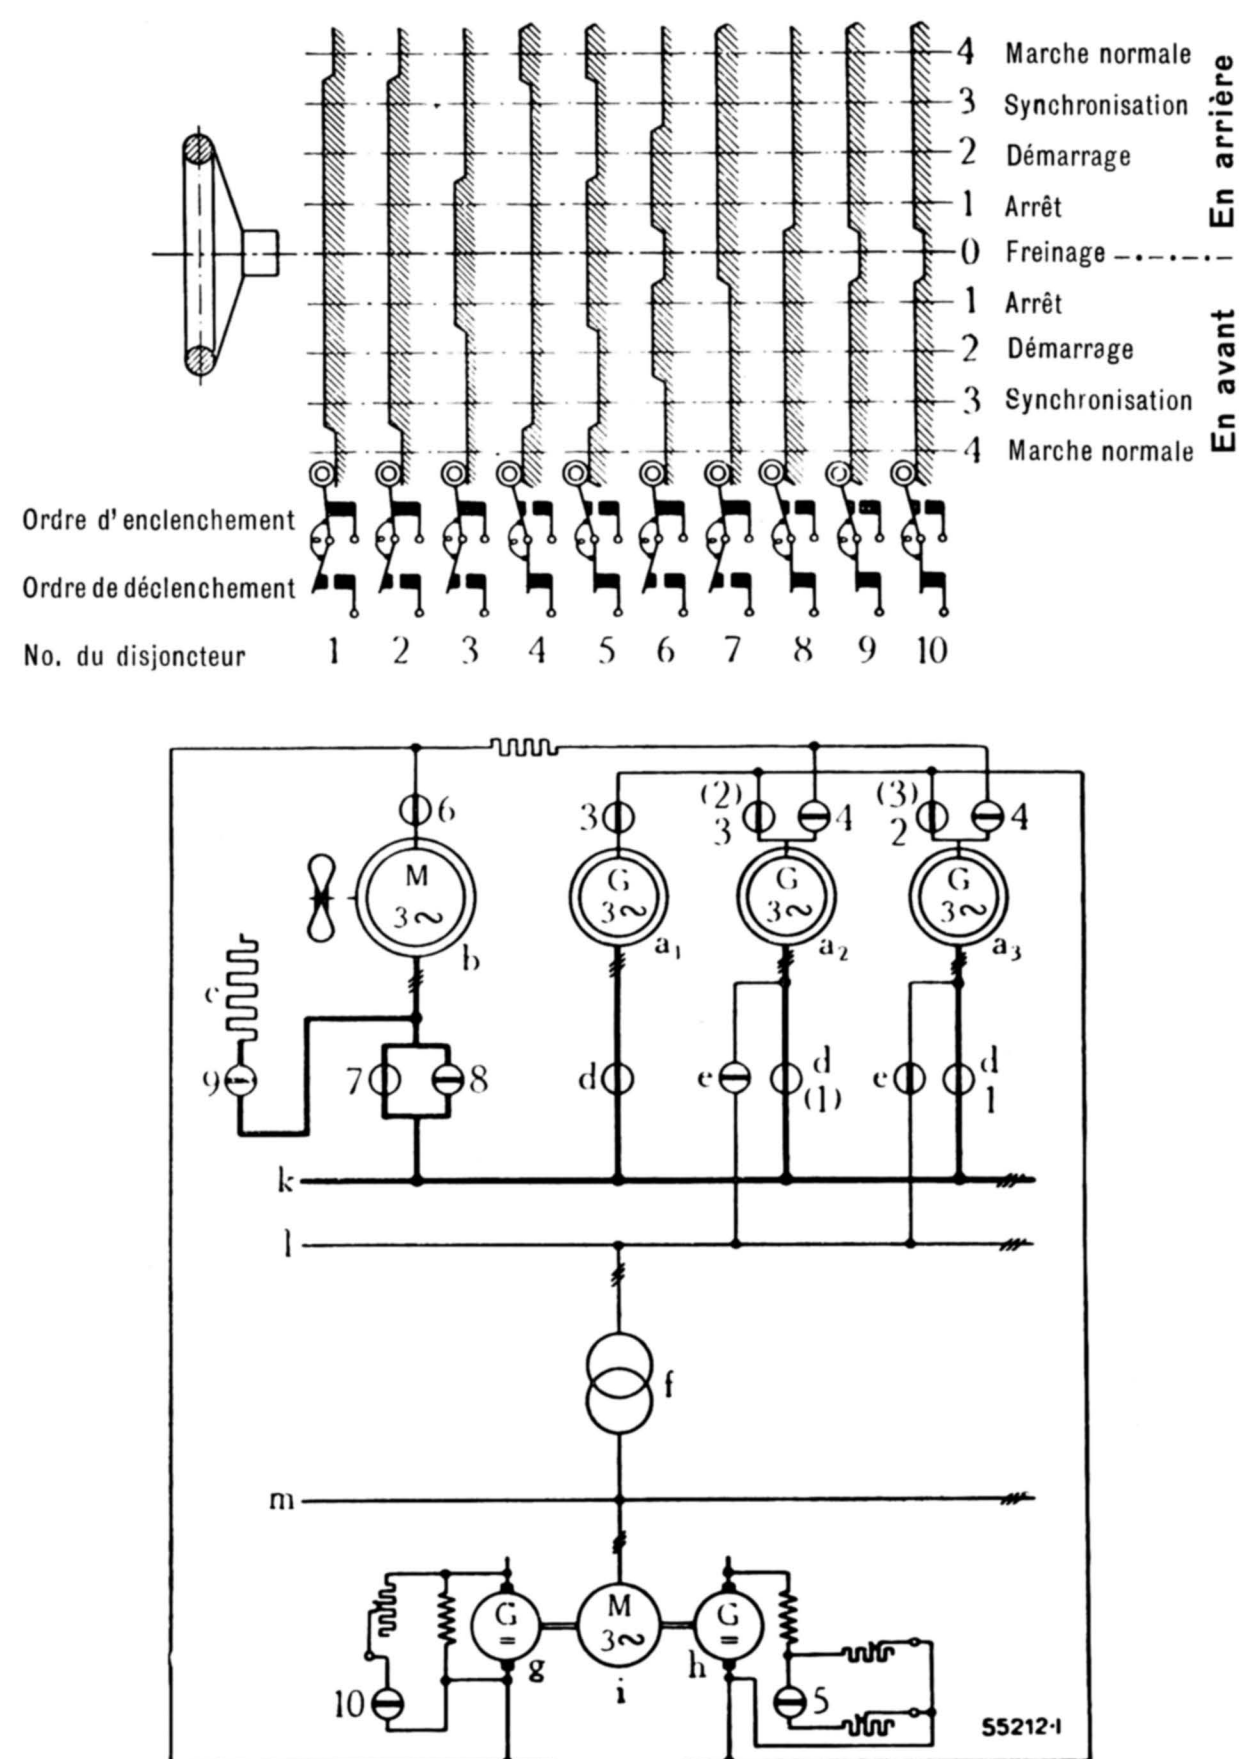 4 Marche normale
3 Synchronisation
2 Démarrage
1 Arrêt
0 Freinage
1 Arrêt
2 Démarrage
3 Synchronisation
4 Marche normale
En arrière
En avant
Ordre d'enclenchement
Ordre de déclenchement
No. du disjoncteur 1 2 3 4 5 6 7 8 9 10
6 3 (2) 3 4 (3) 2 4
M 3~ b
G 3~ a1
G 3~ a2
G 3~ a3
c
9 7 8 d e d (1) e d 1
k
l
f
m
G = g
M 3~ i
G = h
10 5
55212·I